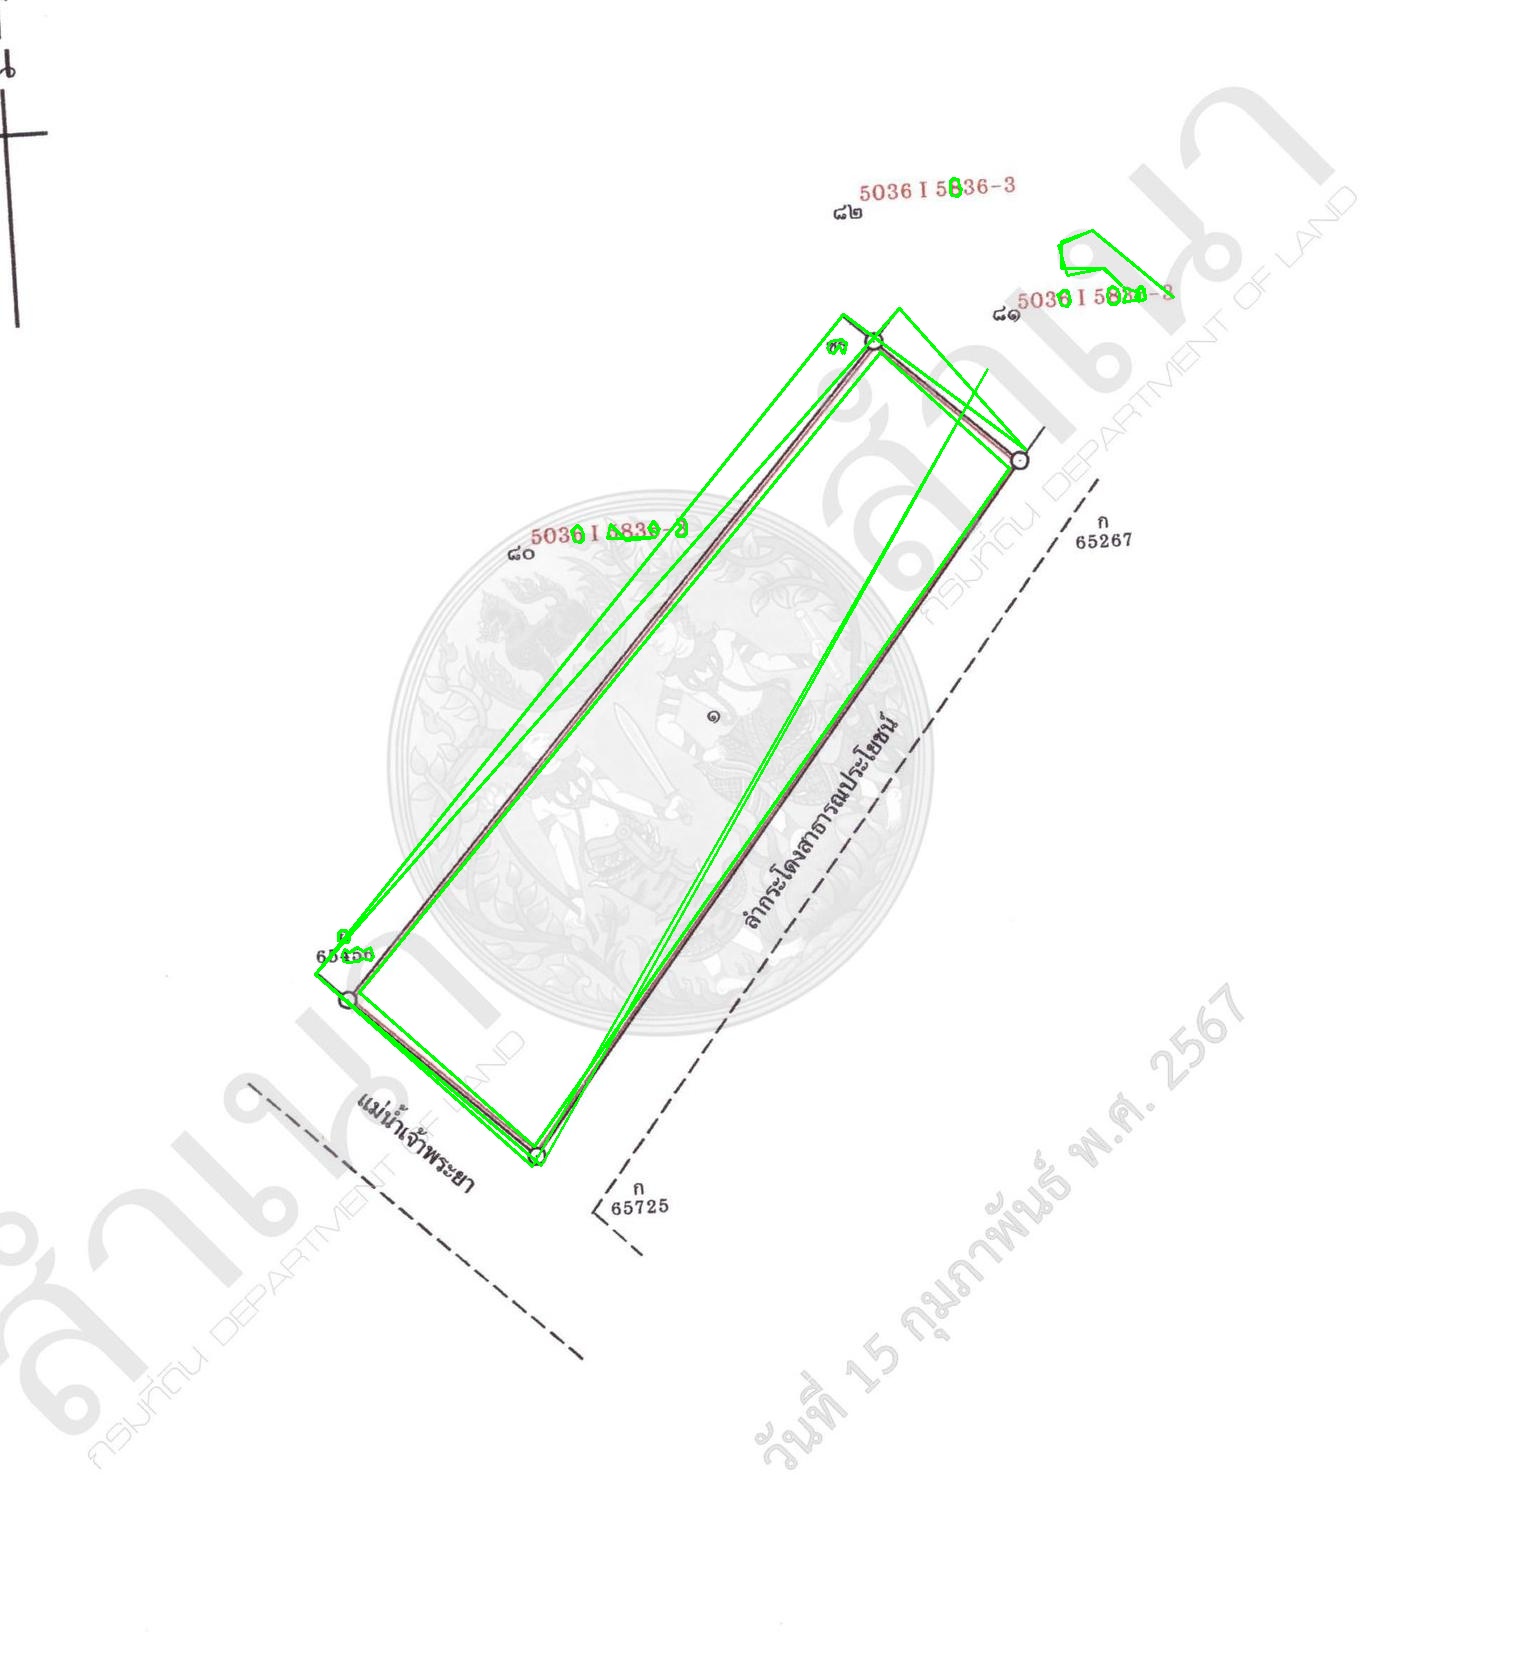 น
5036 I 5836-3
๘๒
5036 I 5836-3
๘๑
5036 I 5836-3
๘๐
ก
65267
๑
ลำกระโดงสาธารณประโยชน์
65456
แม่น้ำเจ้าพระยา
ก
65725
สำเนา
กรมที่ดิน DEPARTMENT OF LAND
สำเนา
กรมที่ดิน DEPARTMENT OF LAND
วันที่ 15 กุมภาพันธ์ พ.ศ. 2567